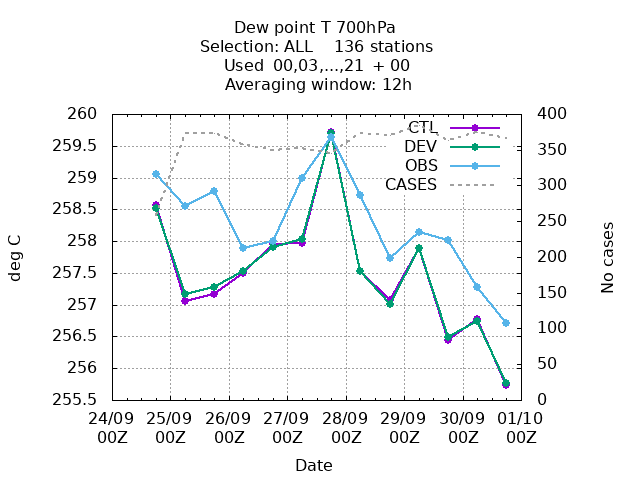 Dew point T 700hPa
Selection: ALL    136 stations
Used  00,03,...,21  + 00
Averaging window: 12h
260
259.5
259
258.5
258
257.5
257
256.5
256
255.5
400
350
300
250
200
150
100
50
0
CTL
DEV
OBS
CASES
deg C
No cases
24/09 25/09 26/09 27/09 28/09 29/09 30/09 01/10
00Z 00Z 00Z 00Z 00Z 00Z 00Z 00Z
Date